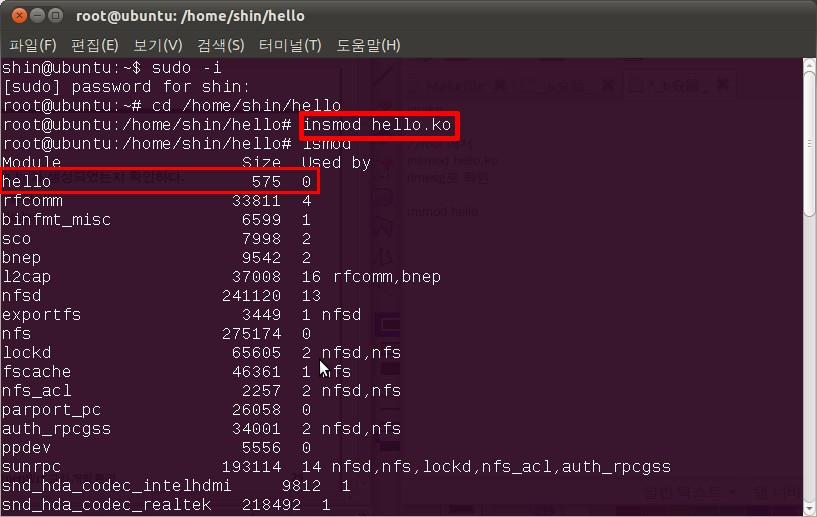 root@ubuntu: /home/shin/hello
파일(F) 편집(E) 보기(V) 검색(S) 터미널(T) 도움말(H)
shin@ubuntu:~$ sudo -i
[sudo] password for shin:
root@ubuntu:~# cd /home/shin/hello
root@ubuntu:/home/shin/hello# insmod hello.ko
root@ubuntu:/home/shin/hello# lsmod
Module Size Used by
hello 575 0
rfcomm 33811 4
binfmt_misc 6599 1
sco 7998 2
bnep 9542 2
l2cap 37008 16 rfcomm,bnep
nfsd 241120 13
exportfs 3449 1 nfsd
nfs 275174 0
lockd 65605 2 nfsd,nfs
fscache 46361 1 nfs
nfs_acl 2257 2 nfsd,nfs
parport_pc 26058 0
auth_rpcgss 34001 2 nfsd,nfs
ppdev 5556 0
sunrpc 193114 14 nfsd,nfs,lockd,nfs_acl,auth_rpcgss
snd_hda_codec_intelhdmi 9812 1
snd_hda_codec_realtek 218492 1